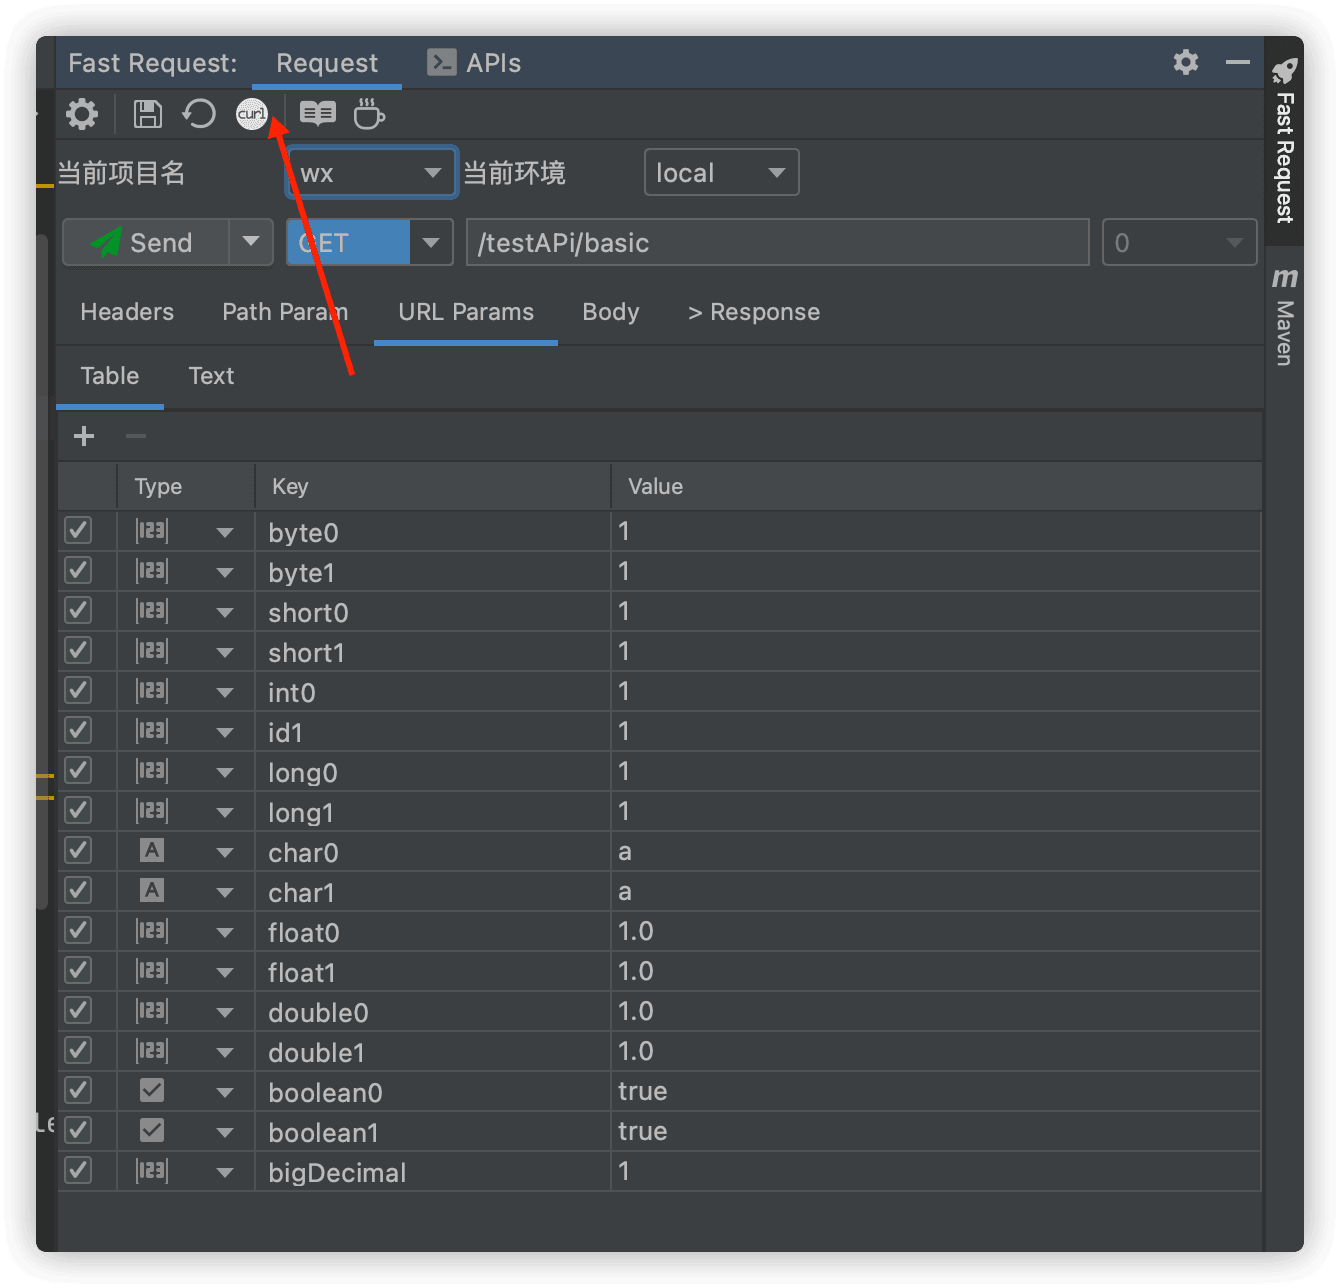 Fast Request: Request APIs
curl
当前项目名 wx 当前环境 local
Send GET /testAPi/basic 0
Headers Path Param URL Params Body > Response
Table Text
Type Key Value
123 byte0 1
123 byte1 1
123 short0 1
123 short1 1
123 int0 1
123 id1 1
123 long0 1
123 long1 1
A char0 a
A char1 a
123 float0 1.0
123 float1 1.0
123 double0 1.0
123 double1 1.0
boolean0 true
boolean1 true
123 bigDecimal 1
Fast Request
m Maven